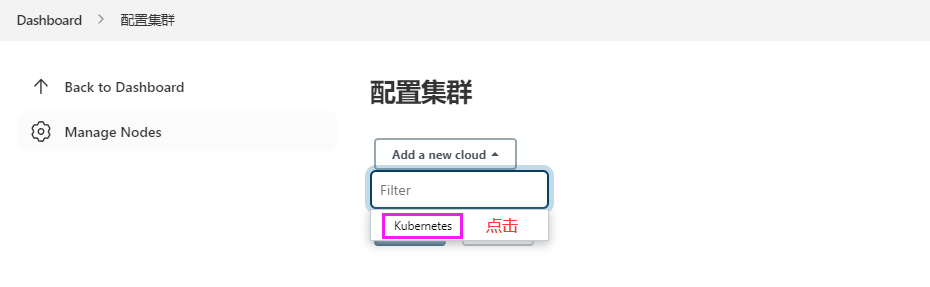 Dashboard > 配置集群
Back to Dashboard
Manage Nodes
配置集群
Add a new cloud
Filter
Kubernetes 点击